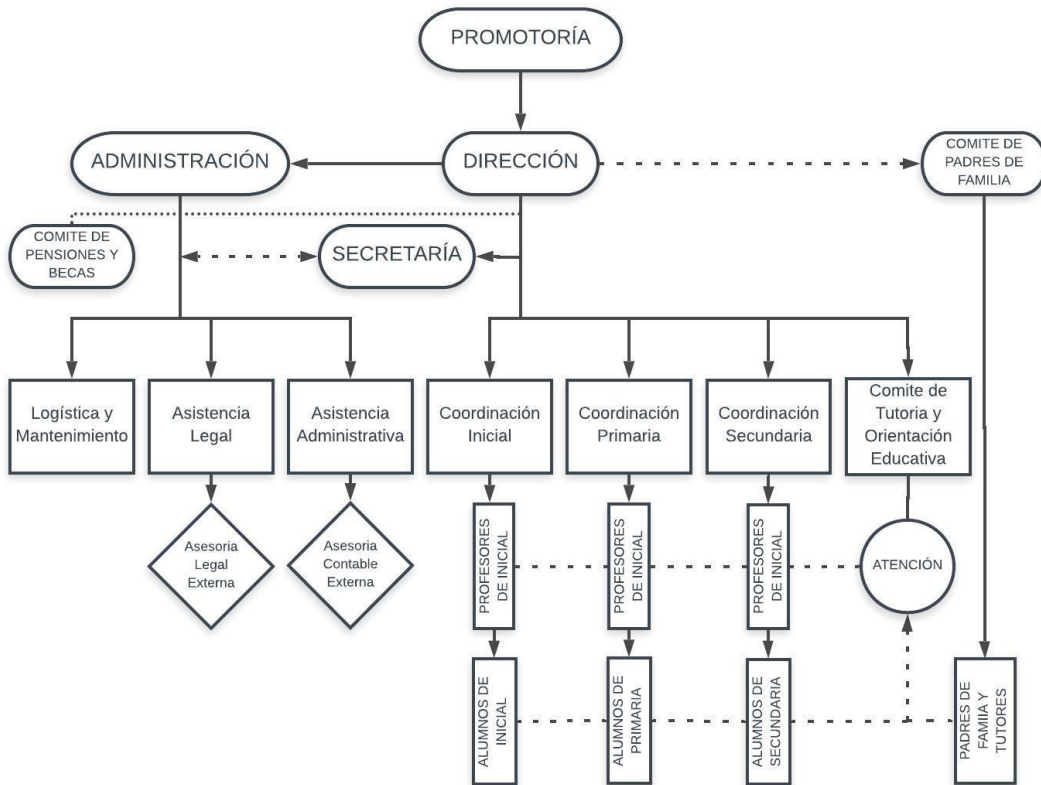 PROMOTORÍA
ADMINISTRACIÓN
DIRECCIÓN
COMITE DE
PADRES DE
FAMILIA
COMITE DE
PENSIONES Y
BECAS
SECRETARÍA
Logística y
Mantenimiento
Asistencia
Legal
Asistencia
Administrativa
Coordinación
Inicial
Coordinación
Primaria
Coordinación
Secundaria
Comite de
Tutoria y
Orientación
Educativa
Asesoria
Legal
Externa
Asesoria
Contable
Externa
PROFESORES
DE INICIAL
PROFESORES
DE INICIAL
PROFESORES
DE INICIAL
ATENCIÓN
ALUMNOS DE
INICIAL
ALUMNOS DE
PRIMARIA
ALUMNOS DE
SECUNDARIA
PADRES DE
FAMIIA Y
TUTORES